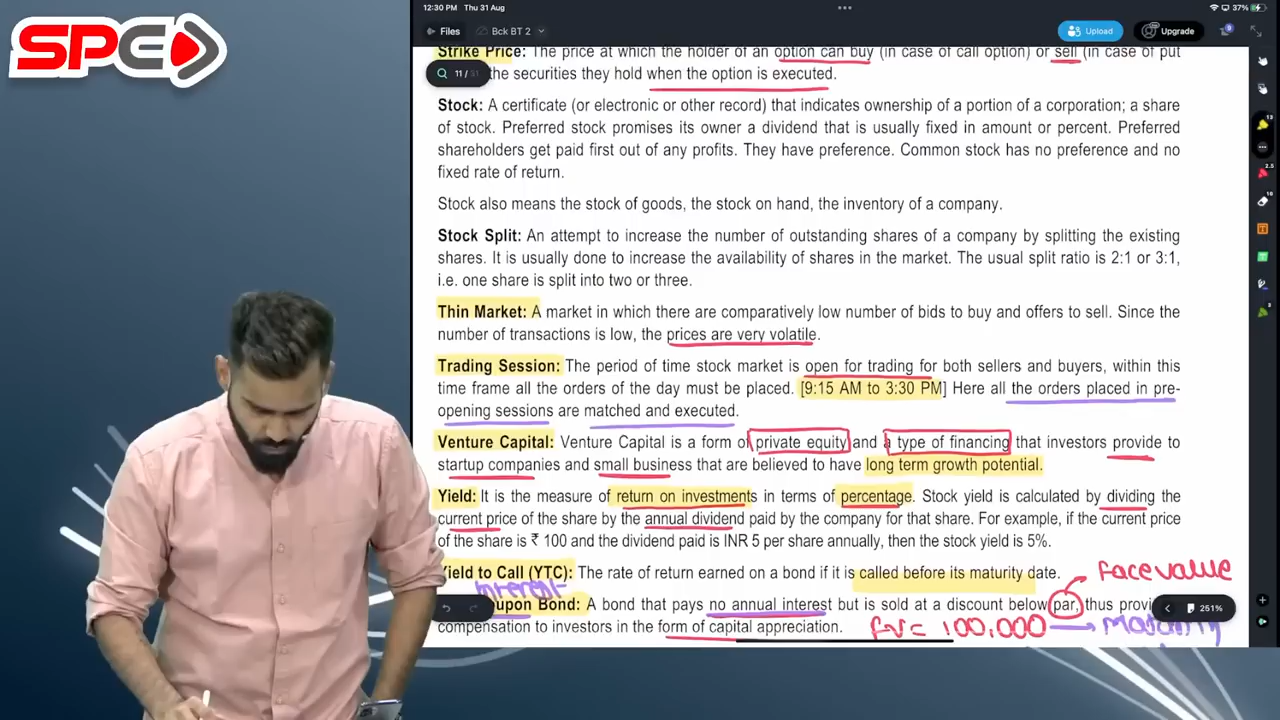 SPC
12:30 PM Thu 31 Aug
37%
Files
Bck BT 2
Upload
Upgrade
Strike Price: The price at which the holder of an option can buy (in case of call option) or sell (in case of put
the securities they hold when the option is executed.
11 /
Stock: A certificate (or electronic or other record) that indicates ownership of a portion of a corporation; a share
of stock. Preferred stock promises its owner a dividend that is usually fixed in amount or percent. Preferred
shareholders get paid first out of any profits. They have preference. Common stock has no preference and no
fixed rate of return.
Stock also means the stock of goods, the stock on hand, the inventory of a company.
Stock Split: An attempt to increase the number of outstanding shares of a company by splitting the existing
shares. It is usually done to increase the availability of shares in the market. The usual split ratio is 2:1 or 3:1,
i.e. one share is split into two or three.
Thin Market: A market in which there are comparatively low number of bids to buy and offers to sell. Since the
number of transactions is low, the prices are very volatile.
Trading Session: The period of time stock market is open for trading for both sellers and buyers, within this
time frame all the orders of the day must be placed. [9:15 AM to 3:30 PM] Here all the orders placed in pre-
opening sessions are matched and executed.
Venture Capital: Venture Capital is a form of private equity and a type of financing that investors provide to
startup companies and small business that are believed to have long term growth potential.
Yield: It is the measure of return on investments in terms of percentage. Stock yield is calculated by dividing the
current price of the share by the annual dividend paid by the company for that share. For example, if the current price
of the share is ₹ 100 and the dividend paid is INR 5 per share annually, then the stock yield is 5%.
Yield to Call (YTC): The rate of return earned on a bond if it is called before its maturity date.
Face value
Interest
upon Bond: A bond that pays no annual interest but is sold at a discount below par, thus provi
251%
compensation to investors in the form of capital appreciation.
FV = 100,000 Maturity